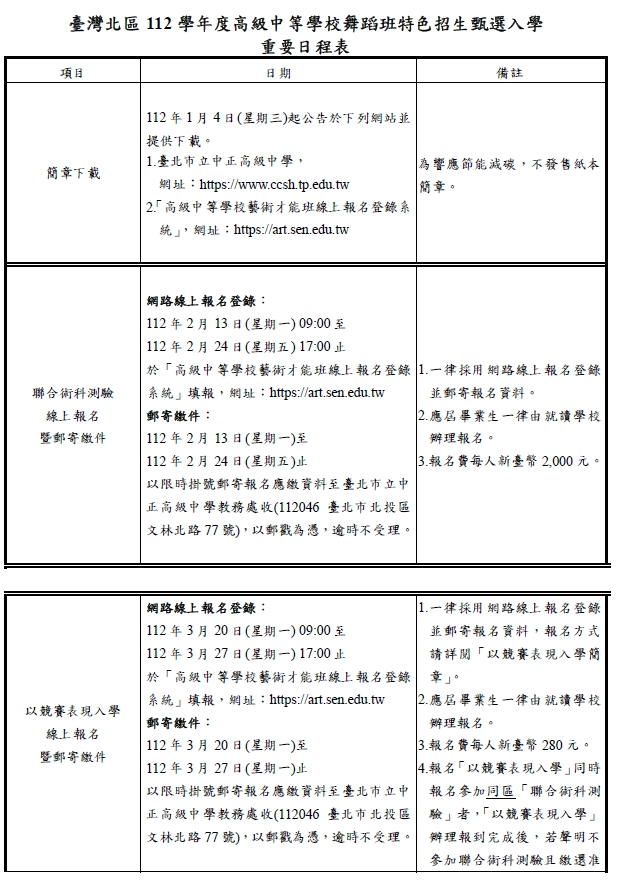 臺灣北區 112 學年度高級中等學校舞蹈班特色招生甄選入學
重要日程表
項目
日期
備註
簡章下載
112 年 1 月 4 日(星期三)起公告於下列網站並
提供下載。
1.臺北市立中正高級中學，
網址：https://www.ccsh.tp.edu.tw
2.「高級中等學校藝術才能班線上報名登錄系
統」，網址：https://art.sen.edu.tw
為響應節能減碳，不發售紙本
簡章。
聯合術科測驗
線上報名
暨郵寄繳件
網路線上報名登錄：
112 年 2 月 13 日(星期一) 09:00 至
112 年 2 月 24 日(星期五) 17:00 止
於「高級中等學校藝術才能班線上報名登錄
系統」填報，網址：https://art.sen.edu.tw
郵寄繳件：
112 年 2 月 13 日(星期一)至
112 年 2 月 24 日(星期五)止
以限時掛號郵寄報名應繳資料至臺北市立中
正高級中學教務處收(112046 臺北市北投區
文林北路 77 號)，以郵戳為憑，逾時不受理。
1.一律採用網路線上報名登錄
並郵寄報名資料。
2.應屆畢業生一律由就讀學校
辦理報名。
3.報名費每人新臺幣 2,000 元。
以競賽表現入學
線上報名
暨郵寄繳件
網路線上報名登錄：
112 年 3 月 20 日(星期一) 09:00 至
112 年 3 月 27 日(星期一) 17:00 止
於「高級中等學校藝術才能班線上報名登錄
系統」填報，網址：https://art.sen.edu.tw
郵寄繳件：
112 年 3 月 20 日(星期一)至
112 年 3 月 27 日(星期一)止
以限時掛號郵寄報名應繳資料至臺北市立中
正高級中學教務處收(112046 臺北市北投區
文林北路 77 號)，以郵戳為憑，逾時不受理。
1.一律採用網路線上報名登錄
並郵寄報名資料，報名方式
請詳閱「以競賽表現入學簡
章」。
2.應屆畢業生一律由就讀學校
辦理報名。
3.報名費每人新臺幣 280 元。
4.報名「以競賽表現入學」同時
報名參加同區「聯合術科測
驗」者，「以競賽表現入學」
辦理報到完成後，若聲明不
參加聯合術科測驗且繳還准